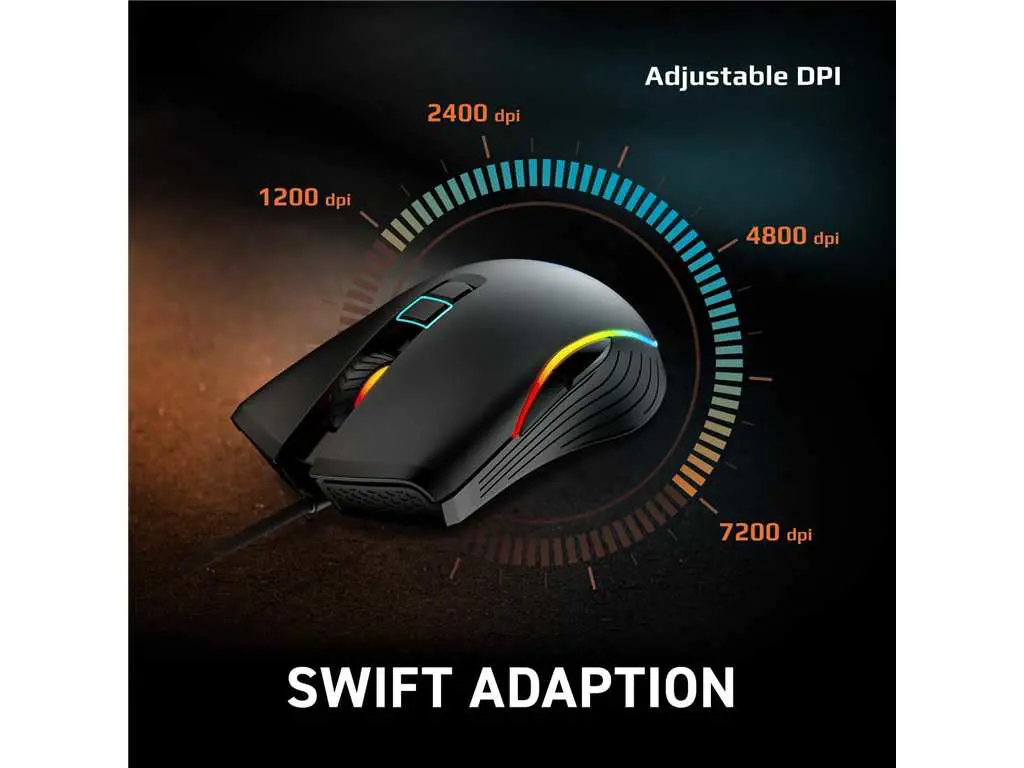 Adjustable DPI
2400 dpi
1200 dpi
4800 dpi
7200 dpi
SWIFT ADAPTION